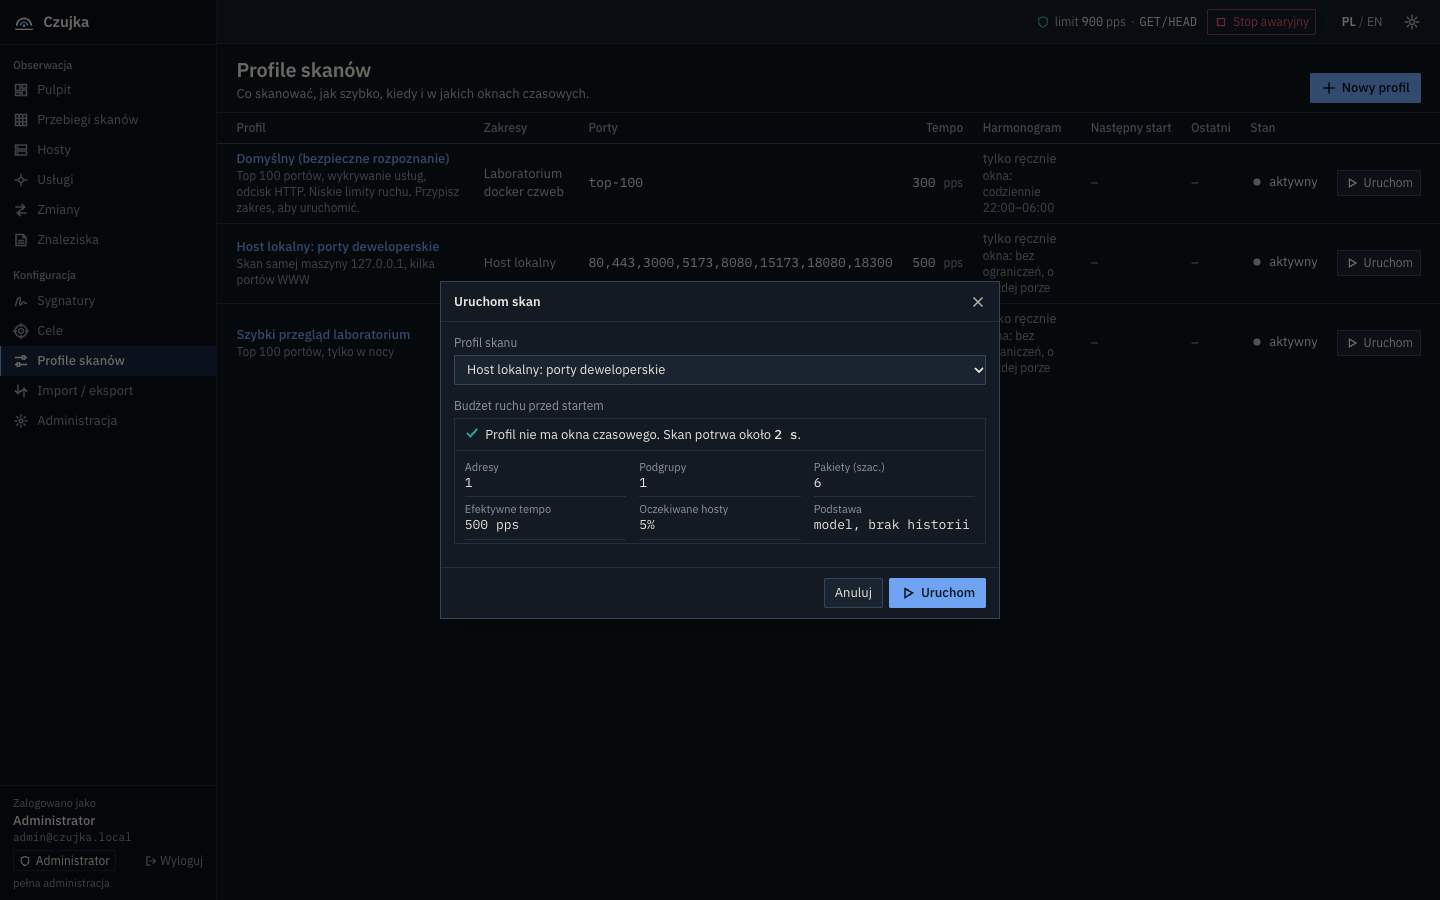 Czujka
limit 900 pps · GET/HEAD
Stop awaryjny
PL / EN
Obserwacja
Pulpit
Przebiegi skanów
Hosty
Usługi
Zmiany
Znaleziska
Konfiguracja
Sygnatury
Cele
Profile skanów
Import / eksport
Administracja
Zalogowano jako
Administrator
admin@czujka.local
Administrator
Wyloguj
pełna administracja
Profile skanów
Co skanować, jak szybko, kiedy i w jakich oknach czasowych.
Nowy profil
Profil Zakresy Porty Tempo Harmonogram Następny start Ostatni Stan
Domyślny (bezpieczne rozpoznanie)
Top 100 portów, wykrywanie usług,
odcisk HTTP. Niskie limity ruchu. Przypisz
zakres, aby uruchomić.
Laboratorium
docker czweb
top-100
300 pps
tylko ręcznie
okna:
codziennie
22:00–06:00
–
–
aktywny
Uruchom
Host lokalny: porty deweloperskie
Skan samej maszyny 127.0.0.1, kilka
portów WWW
Host lokalny
80,443,3000,5173,8080,15173,18080,18300
500 pps
tylko ręcznie
okna: bez
ograniczeń, o
dej porze
–
–
aktywny
Uruchom
Szybki przegląd laboratorium
Top 100 portów, tylko w nocy
ko ręcznie
na: bez
aniczeń, o
dej porze
–
–
aktywny
Uruchom
Uruchom skan
Profil skanu
Host lokalny: porty deweloperskie
Budżet ruchu przed startem
Profil nie ma okna czasowego. Skan potrwa około 2 s.
Adresy
1
Podgrupy
1
Pakiety (szac.)
6
Efektywne tempo
500 pps
Oczekiwane hosty
5%
Podstawa
model, brak historii
Anuluj
Uruchom